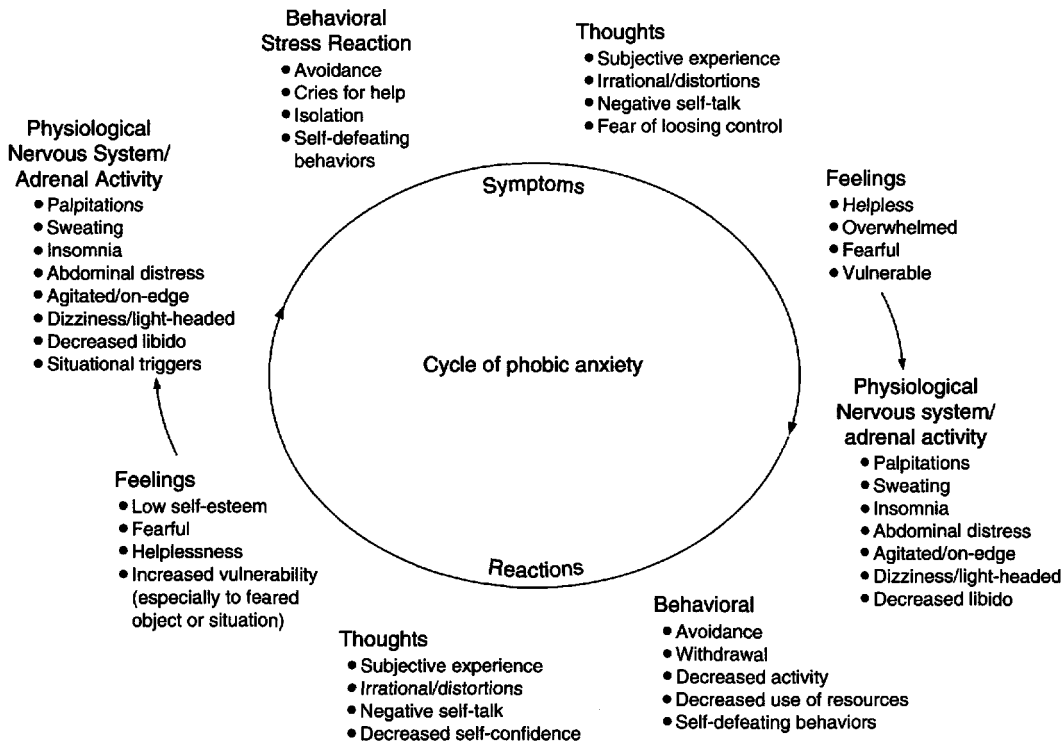 Behavioral
Stress Reaction
• Avoidance
• Cries for help
• Isolation
• Self-defeating
behaviors
Thoughts
• Subjective experience
• Irrational/distortions
• Negative self-talk
• Fear of loosing control
Physiological
Nervous System/
Adrenal Activity
• Palpitations
• Sweating
• Insomnia
• Abdominal distress
• Agitated/on-edge
• Dizziness/light-headed
• Decreased libido
• Situational triggers
Symptoms
Feelings
• Helpless
• Overwhelmed
• Fearful
• Vulnerable
Cycle of phobic anxiety
Physiological
Nervous system/
adrenal activity
• Palpitations
• Sweating
• Insomnia
• Abdominal distress
• Agitated/on-edge
• Dizziness/light-headed
• Decreased libido
Feelings
• Low self-esteem
• Fearful
• Helplessness
• Increased vulnerability
(especially to feared
object or situation)
Reactions
Behavioral
• Avoidance
• Withdrawal
• Decreased activity
• Decreased use of resources
• Self-defeating behaviors
Thoughts
• Subjective experience
• Irrational/distortions
• Negative self-talk
• Decreased self-confidence